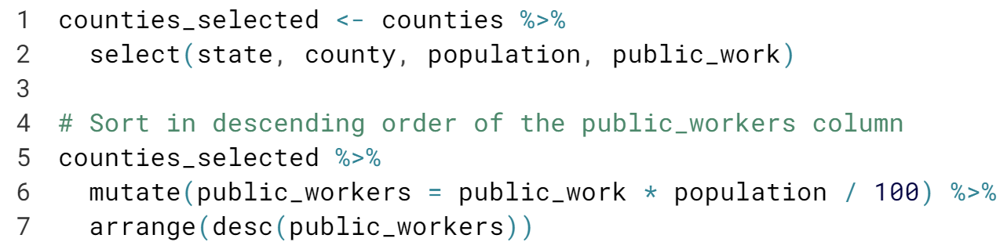 1 counties_selected <- counties %>%
2   select(state, county, population, public_work)
3
4 # Sort in descending order of the public_workers column
5 counties_selected %>%
6   mutate(public_workers = public_work * population / 100) %>%
7   arrange(desc(public_workers))